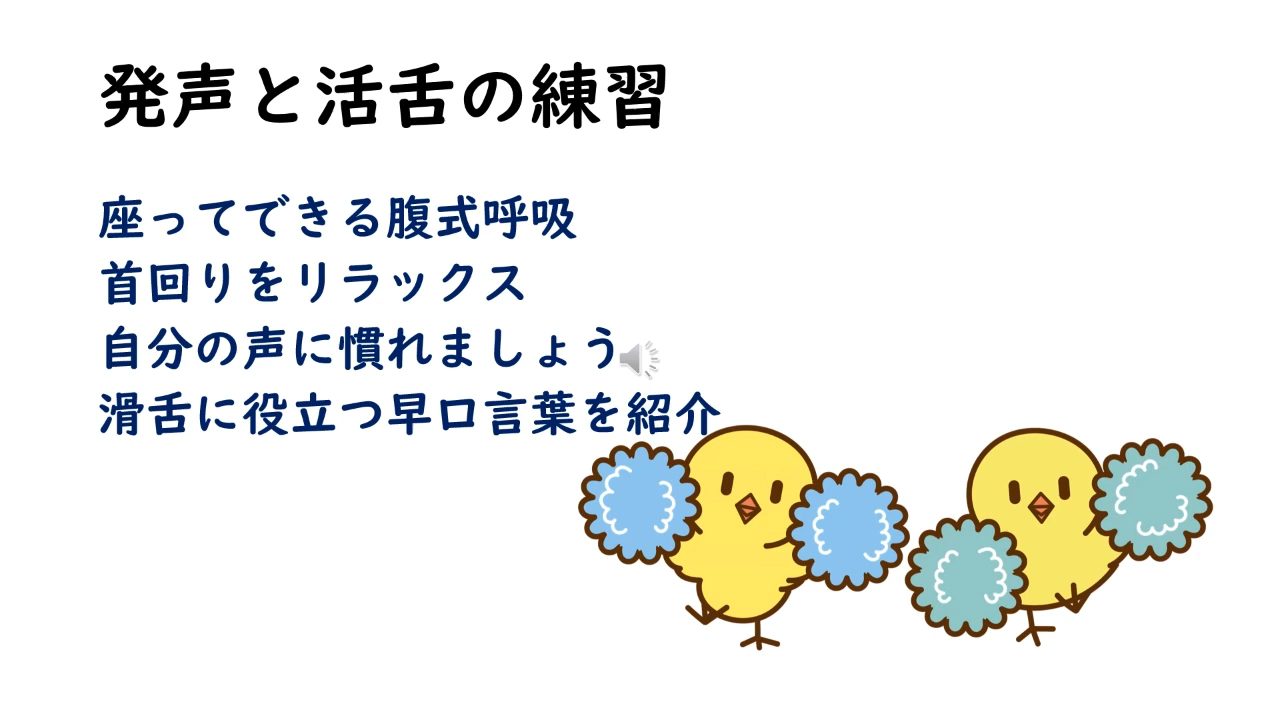 発声と活舌の練習
座ってできる腹式呼吸
首回りをリラックス
自分の声に慣れましょう
滑舌に役立つ早口言葉を紹介